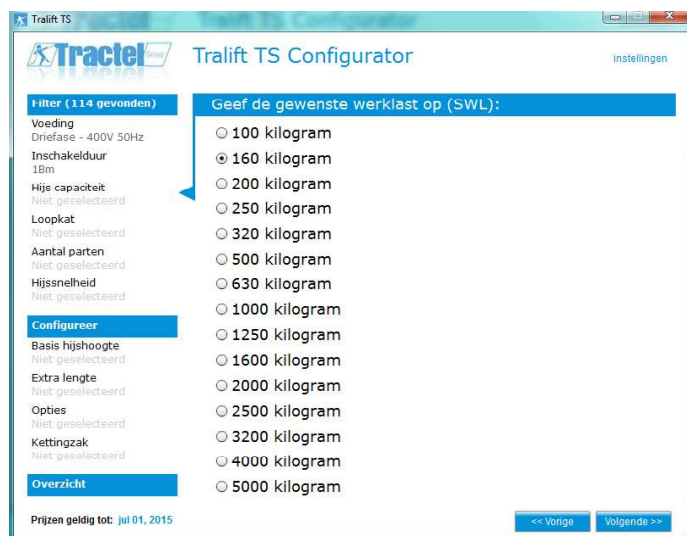 Tralift TS
Tractel Group
Tralift TS Configurator
instellingen
Filter (114 gevonden)
Voeding
Driefase - 400V 50Hz
Inschakelduur
1Bm
Hijs capaciteit
Niet geselecteerd
Loopkat
Niet geselecteerd
Aantal parten
Niet geselecteerd
Hijssnelheid
Niet geselecteerd
Configureer
Basis hijshoogte
Niet geselecteerd
Extra lengte
Niet geselecteerd
Opties
Niet geselecteerd
Kettingzak
Niet geselecteerd
Overzicht
Prijzen geldig tot: jul 01, 2015
Geef de gewenste werklast op (SWL):
100 kilogram
160 kilogram
200 kilogram
250 kilogram
320 kilogram
500 kilogram
630 kilogram
1000 kilogram
1250 kilogram
1600 kilogram
2000 kilogram
2500 kilogram
3200 kilogram
4000 kilogram
5000 kilogram
<< Vorige
Volgende >>